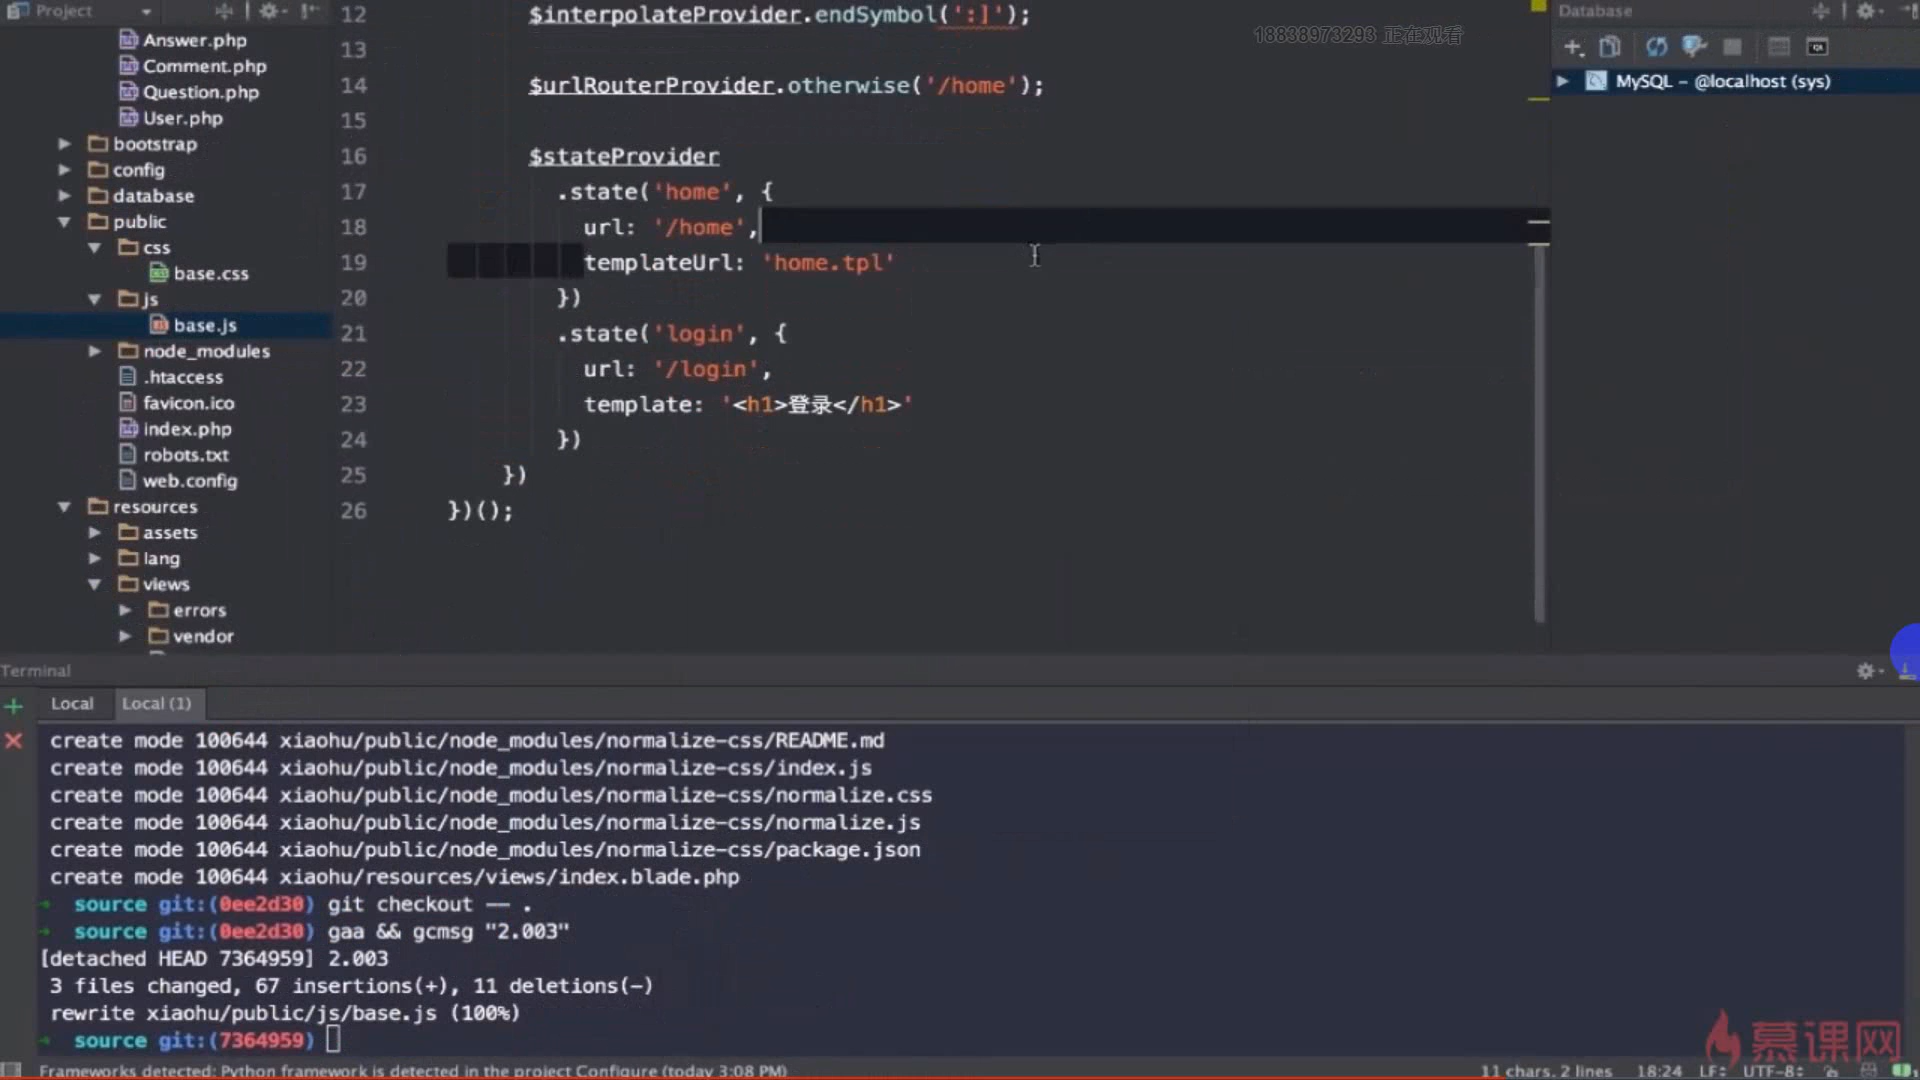 Project
Answer.php
Comment.php
Question.php
User.php
bootstrap
config
database
public
css
base.css
js
base.js
node_modules
.htaccess
favicon.ico
index.php
robots.txt
web.config
resources
assets
lang
views
errors
vendor
12 $interpolateProvider.endSymbol(':]');
13
14 $urlRouterProvider.otherwise('/home');
15
16 $stateProvider
17 .state('home', {
18 url: '/home',
19 templateUrl: 'home.tpl'
20 })
21 .state('login', {
22 url: '/login',
23 template: '<h1>登录</h1>'
24 })
25 })
26 })();
18838973293 正在观看
Database
MySQL - @localhost (sys)
Terminal
Local Local (1)
create mode 100644 xiaohu/public/node_modules/normalize-css/README.md
create mode 100644 xiaohu/public/node_modules/normalize-css/index.js
create mode 100644 xiaohu/public/node_modules/normalize-css/normalize.css
create mode 100644 xiaohu/public/node_modules/normalize-css/normalize.js
create mode 100644 xiaohu/public/node_modules/normalize-css/package.json
create mode 100644 xiaohu/resources/views/index.blade.php
→ source git:(0ee2d30) git checkout -- .
→ source git:(0ee2d30) gaa && gcmsg "2.003"
[detached HEAD 7364959] 2.003
3 files changed, 67 insertions(+), 11 deletions(-)
rewrite xiaohu/public/js/base.js (100%)
→ source git:(7364959)
慕课网
Frameworks detected: Python framework is detected in the project Configure (today 3:08 PM)
11 chars, 2 lines 18:24 LF÷ UTF-8÷